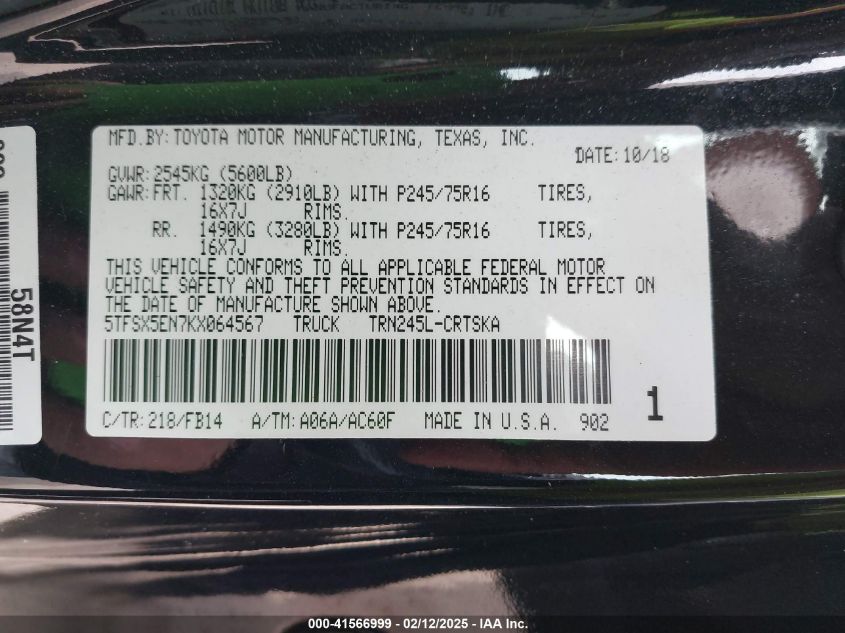 MFD.BY:TOYOTA MOTOR MANUFACTURING, TEXAS, INC.
DATE:10/18
GVWR:2545KG (5600LB)
GAWR:FRT. 1320KG (2910LB) WITH P245/75R16 TIRES,
16X7J RIMS.
RR. 1490KG (3280LB) WITH P245/75R16 TIRES,
16X7J RIMS.
THIS VEHICLE CONFORMS TO ALL APPLICABLE FEDERAL MOTOR
VEHICLE SAFETY AND THEFT PREVENTION STANDARDS IN EFFECT ON
THE DATE OF MANUFACTURE SHOWN ABOVE.
5TFSX5EN7KX064567 TRUCK TRN245L-CRTSKA
C/TR:218/FB14 A/TM:A06A/AC60F MADE IN U.S.A. 902
1
58N4T
000-41566999 - 02/12/2025 - IAA Inc.